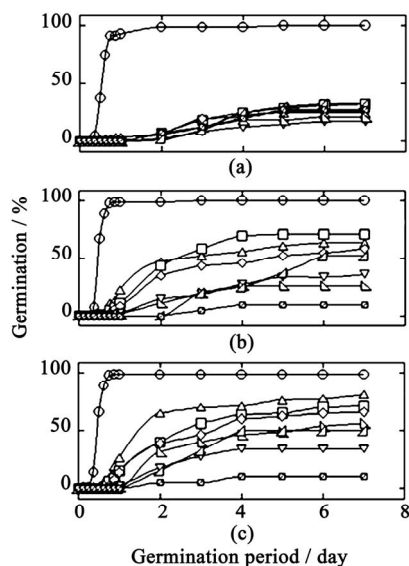 100
50
0
(a)
Germination / %
100
50
0
(b)
100
50
0
0 2 4 6 8
(c)
Germination period / day